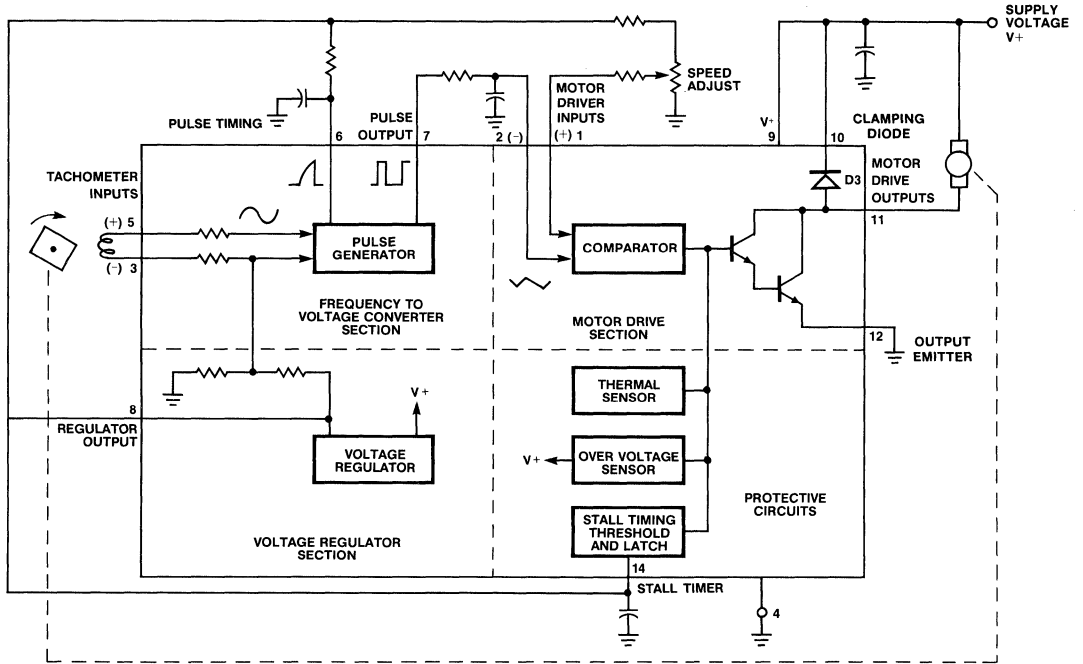 SUPPLY
VOLTAGE
V+
SPEED
ADJUST
MOTOR
DRIVER
INPUTS
PULSE TIMING
PULSE
OUTPUT
6
7
2 (-)
(+) 1
V+
9
10
CLAMPING
DIODE
TACHOMETER
INPUTS
MOTOR
DRIVE
OUTPUTS
D3
11
(+) 5
(-) 3
PULSE
GENERATOR
COMPARATOR
FREQUENCY TO
VOLTAGE CONVERTER
SECTION
MOTOR DRIVE
SECTION
12
OUTPUT
EMITTER
8
REGULATOR
OUTPUT
V+
VOLTAGE
REGULATOR
THERMAL
SENSOR
V+
OVER VOLTAGE
SENSOR
PROTECTIVE
CIRCUITS
STALL TIMING
THRESHOLD
AND LATCH
VOLTAGE REGULATOR
SECTION
14
STALL TIMER
4